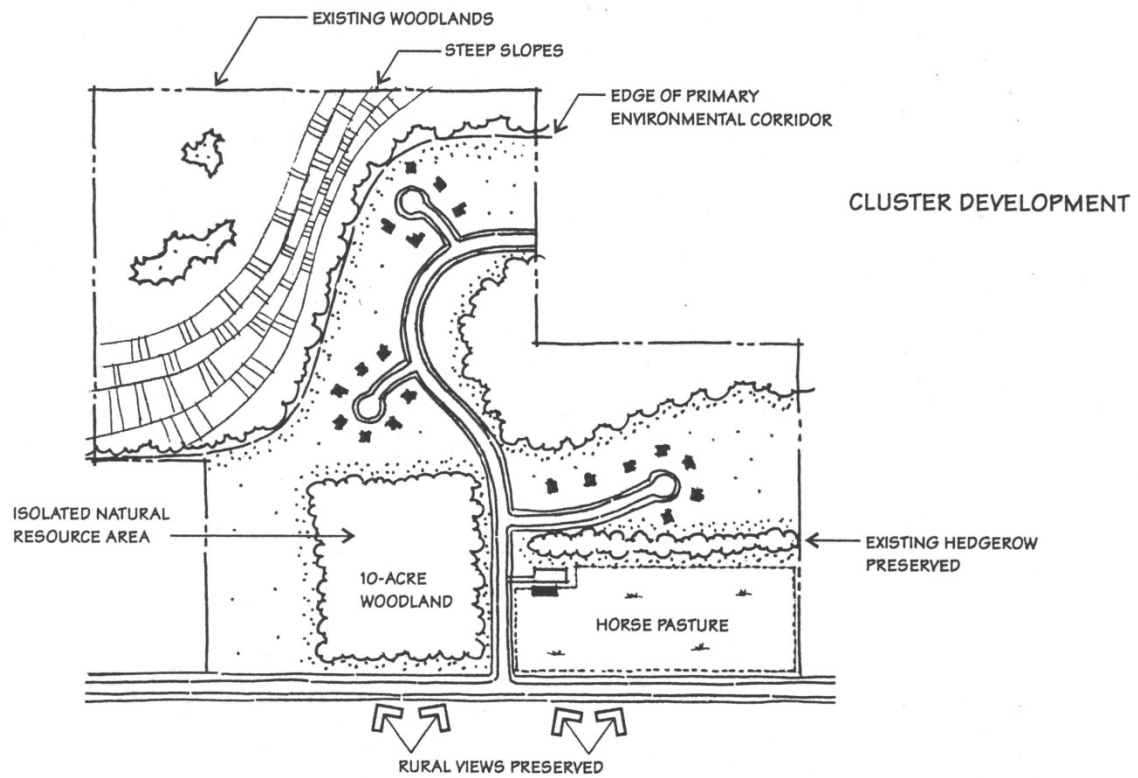 EXISTING WOODLANDS
STEEP SLOPES
EDGE OF PRIMARY
ENVIRONMENTAL CORRIDOR
CLUSTER DEVELOPMENT
ISOLATED NATURAL
RESOURCE AREA
10-ACRE
WOODLAND
EXISTING HEDGEROW
PRESERVED
HORSE PASTURE
RURAL VIEWS PRESERVED